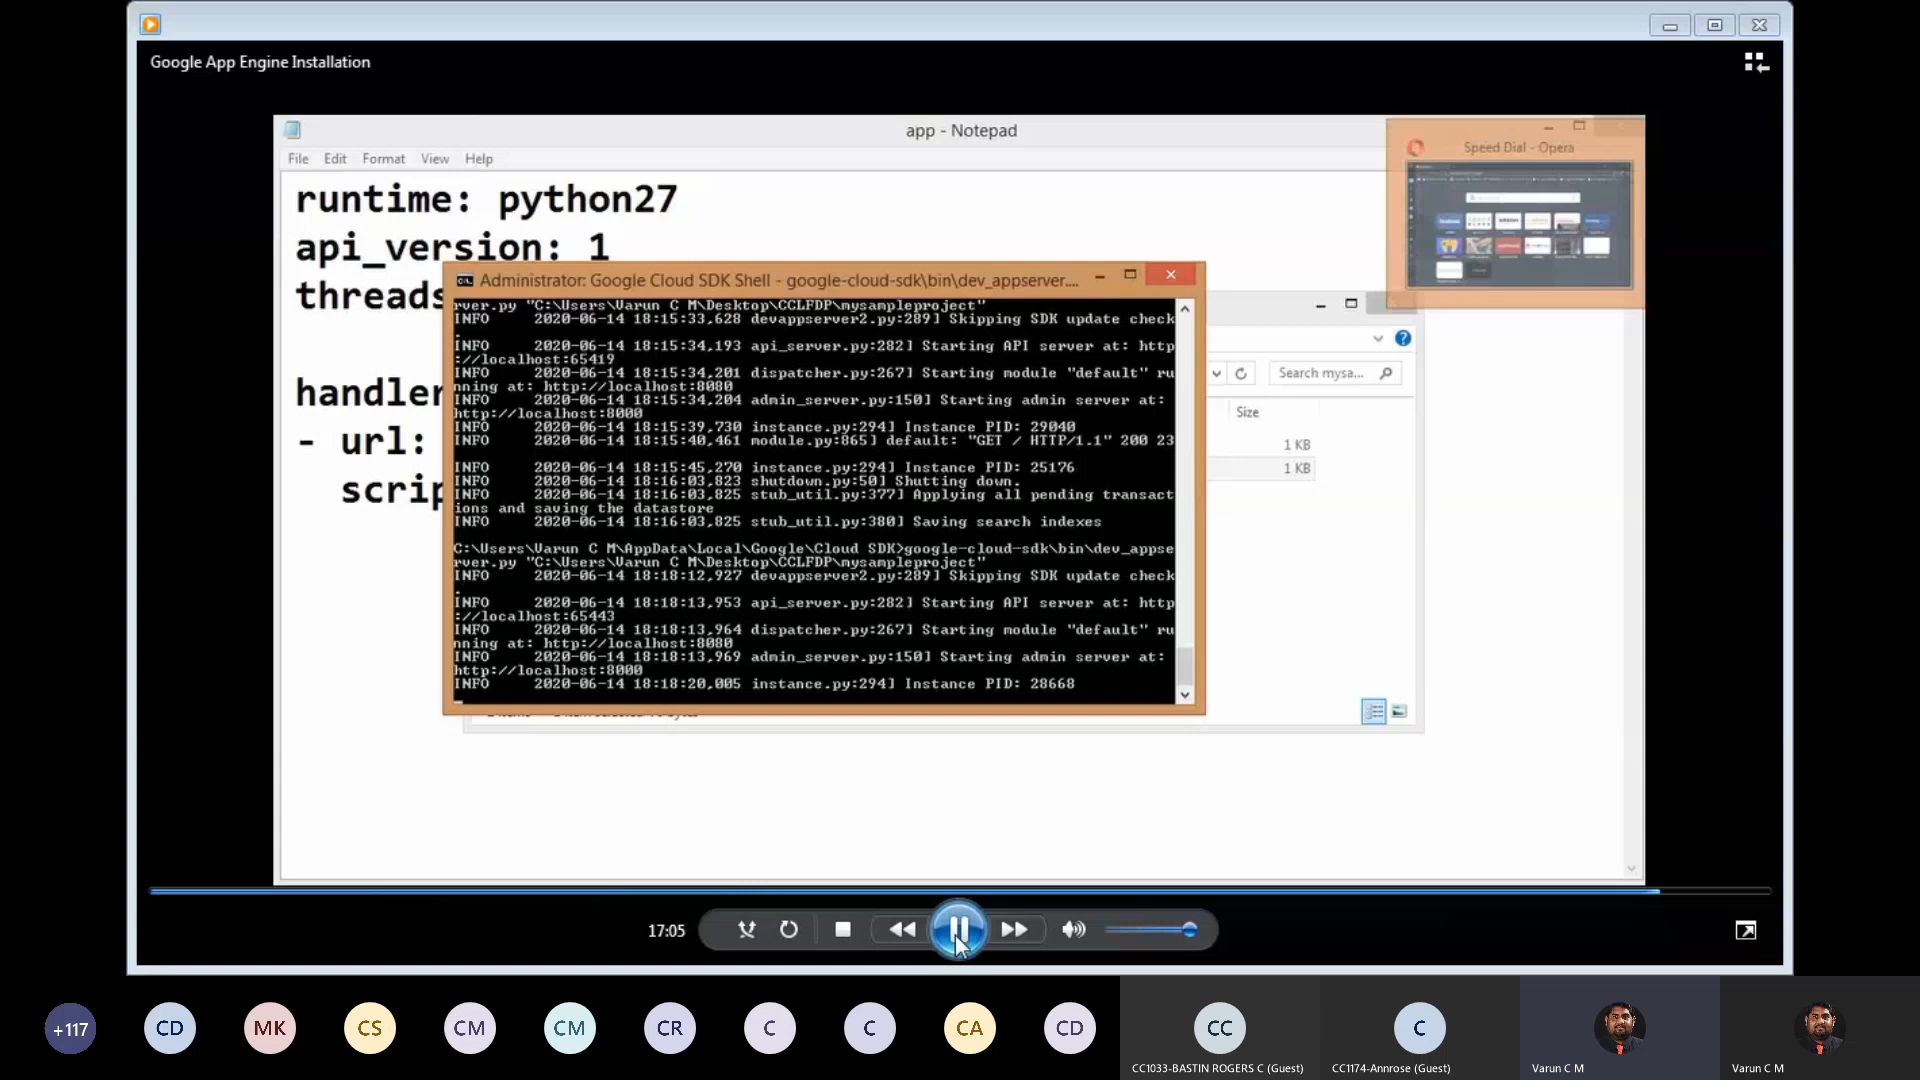 Google App Engine Installation
app - Notepad
File Edit Format View Help
runtime: python27
api_version: 1
threads
handler
- url:
scrip
Speed Dial - Opera
Administrator: Google Cloud SDK Shell - google-cloud-sdk\bin\dev_appserver....
rver.py "C:\Users\Varun C M\Desktop\CCLFDP\mysampleproject"
INFO 2020-06-14 18:15:33,628 devappserver2.py:289] Skipping SDK update check
.
INFO 2020-06-14 18:15:34,193 api_server.py:282] Starting API server at: http
://localhost:65419
INFO 2020-06-14 18:15:34,201 dispatcher.py:267] Starting module "default" ru
nning at: http://localhost:8080
INFO 2020-06-14 18:15:34,204 admin_server.py:150] Starting admin server at:
http://localhost:8000
INFO 2020-06-14 18:15:39,730 instance.py:294] Instance PID: 29040
INFO 2020-06-14 18:15:40,461 module.py:865] default: "GET / HTTP/1.1" 200 23
INFO 2020-06-14 18:15:45,270 instance.py:294] Instance PID: 25176
INFO 2020-06-14 18:16:03,823 shutdown.py:50] Shutting down.
INFO 2020-06-14 18:16:03,825 stub_util.py:377] Applying all pending transact
ions and saving the datastore
INFO 2020-06-14 18:16:03,825 stub_util.py:380] Saving search indexes
C:\Users\Varun C M\AppData\Local\Google\Cloud SDK>google-cloud-sdk\bin\dev_appse
rver.py "C:\Users\Varun C M\Desktop\CCLFDP\mysampleproject"
INFO 2020-06-14 18:18:12,927 devappserver2.py:289] Skipping SDK update check
.
INFO 2020-06-14 18:18:13,953 api_server.py:282] Starting API server at: http
://localhost:65443
INFO 2020-06-14 18:18:13,964 dispatcher.py:267] Starting module "default" ru
nning at: http://localhost:8080
INFO 2020-06-14 18:18:13,969 admin_server.py:150] Starting admin server at:
http://localhost:8000
INFO 2020-06-14 18:18:20,005 instance.py:294] Instance PID: 28668
Search mysa...
Size
1 KB
1 KB
17:05
+117 CD MK CS CM CM CR C C CA CD CC C
CC1033-BASTIN ROGERS C (Guest) CC1174-Annrose (Guest) Varun C M Varun C M